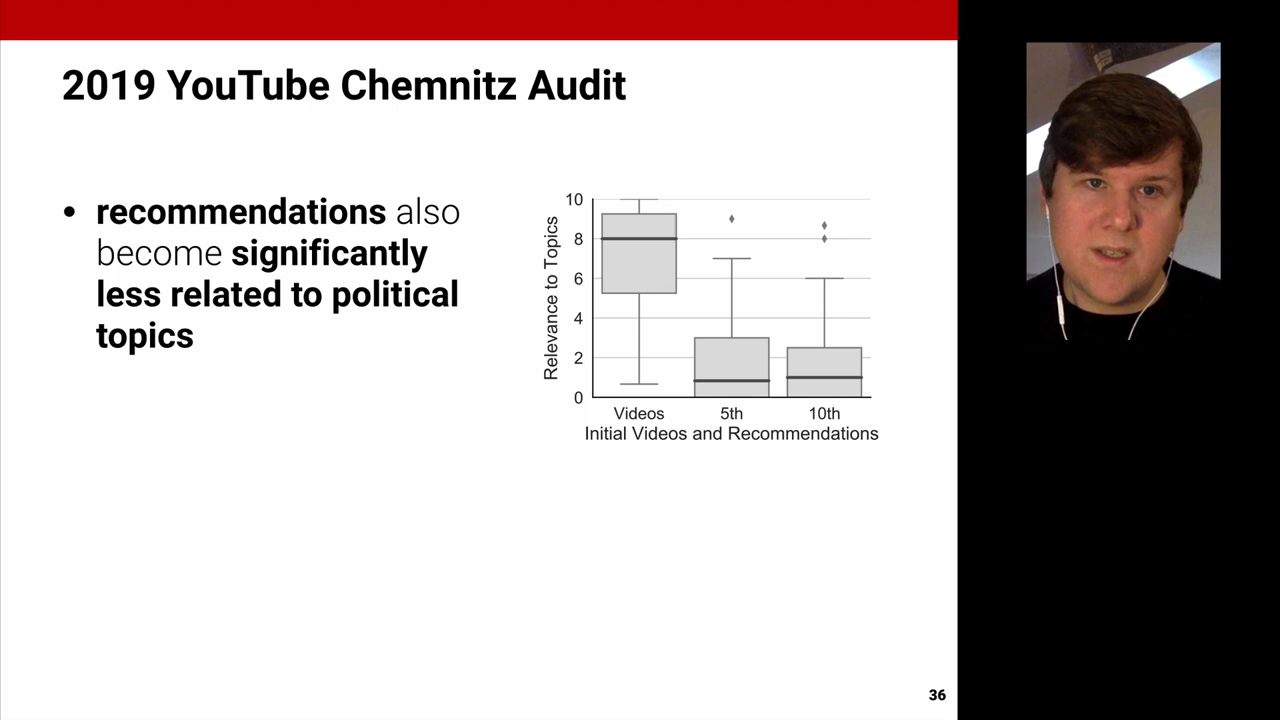 2019 YouTube Chemnitz Audit
• recommendations also
become significantly
less related to political
topics
Relevance to Topics
10
8
6
4
2
0
Videos 5th 10th
Initial Videos and Recommendations
36